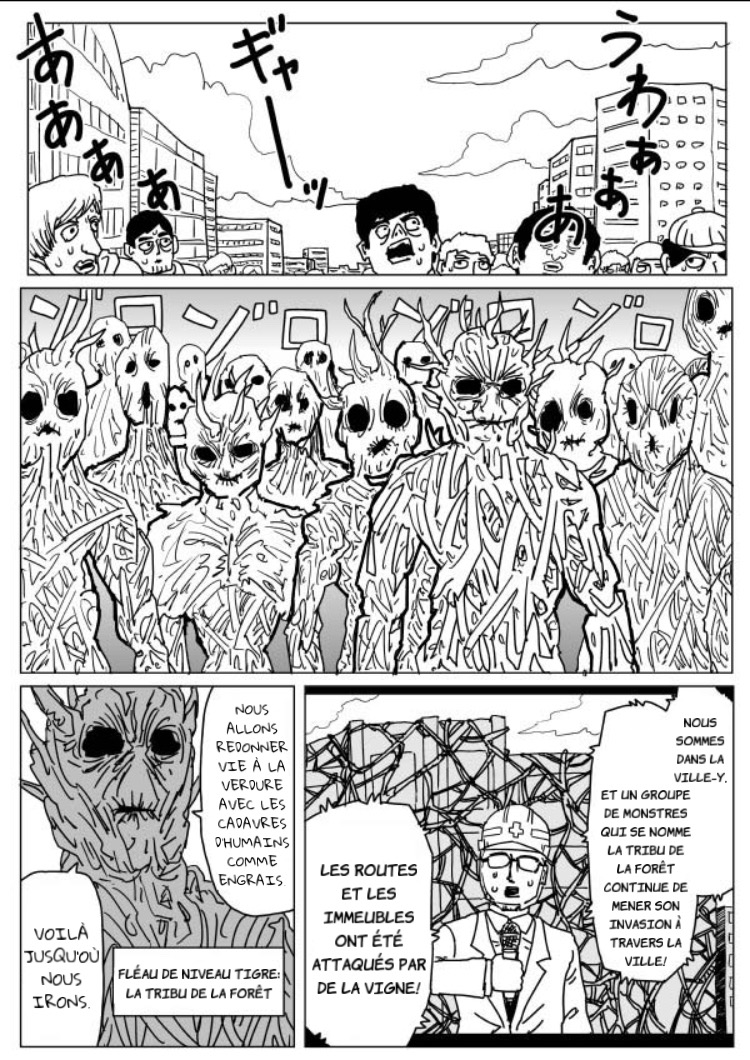 うわぁぁぁ
ギャーッ
あああぁ
ゾロゾロゾロ
NOUS
SOMMES
DANS LA
VILLE-Y.
ET UN GROUPE
DE MONSTRES
QUI SE NOMME
LA TRIBU DE
LA FORÊT
CONTINUE DE
MENER SON
INVASION À
TRAVERS LA
VILLE!
LES ROUTES
ET LES
IMMEUBLES
ONT ÉTÉ
ATTAQUÉS PAR
DE LA VIGNE!
NOUS
ALLONS
REDONNER
VIE À LA
VERDURE
AVEC LES
CADAVRES
D'HUMAINS
COMME
ENGRAIS.
VOILÀ
JUSQU'OÙ
NOUS
IRONS.
FLÉAU DE NIVEAU TIGRE:
LA TRIBU DE LA FORÊT